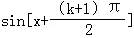 sin[x+ (k+1) π / 2 [